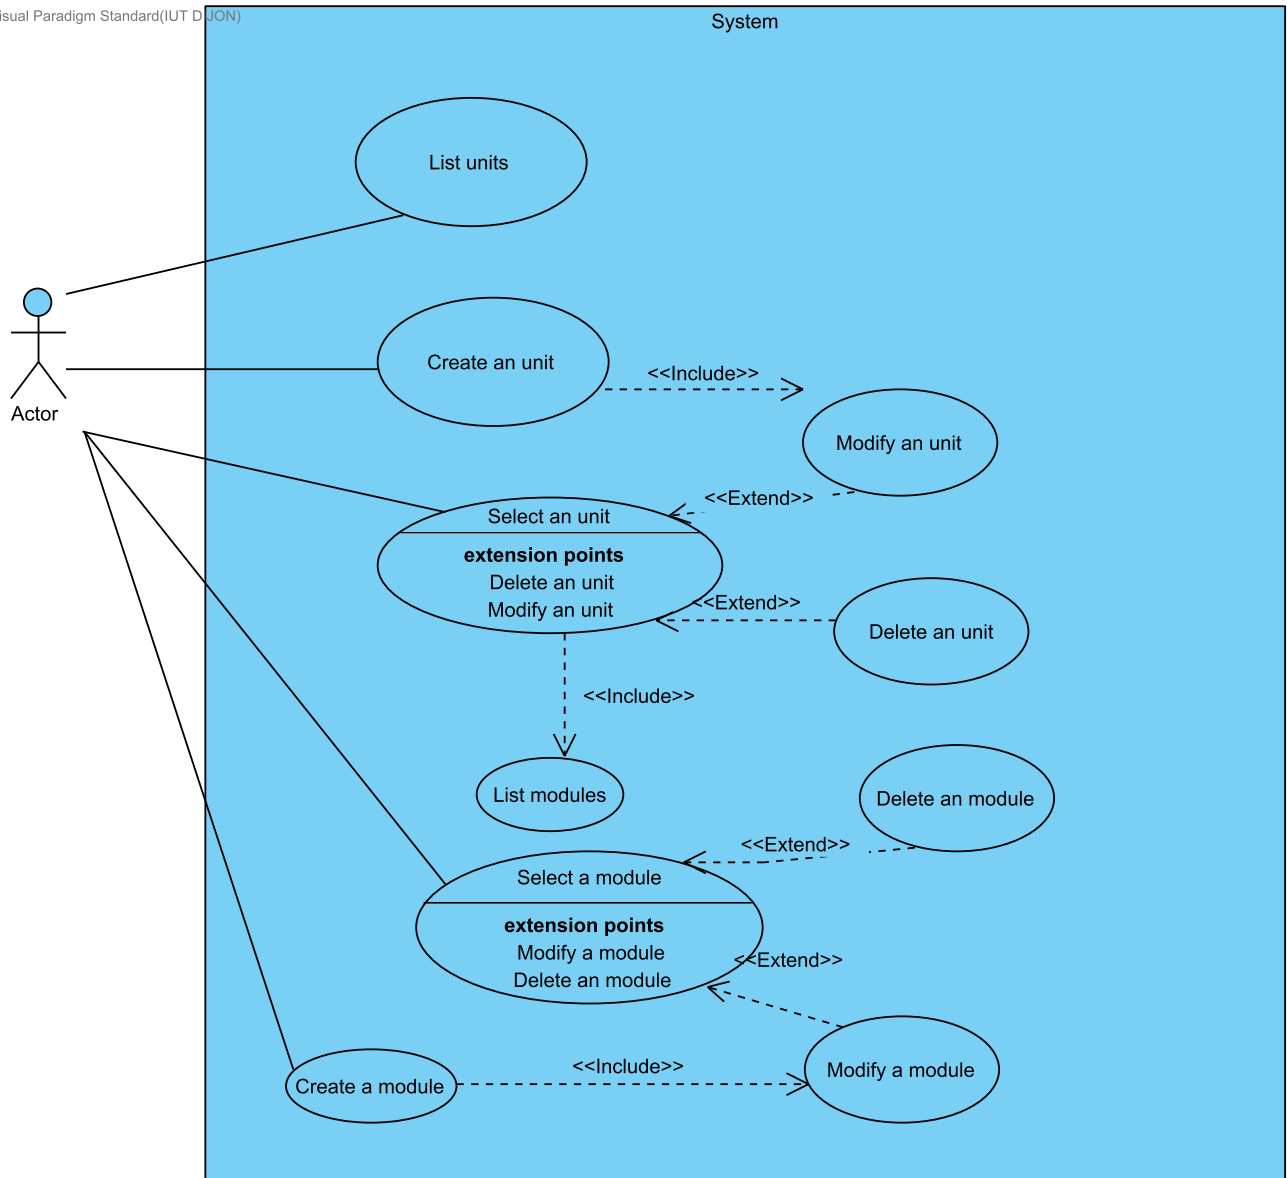 isual Paradigm Standard(IUT DIJON)
System
List units
Create an unit
<<Include>>
Actor
Modify an unit
<<Extend>>
Select an unit
extension points
Delete an unit
Modify an unit
<<Extend>>
Delete an unit
<<Include>>
List modules
Delete an module
<<Extend>>
Select a module
extension points
Modify a module
Delete an module
<<Extend>>
<<Include>>
Modify a module
Create a module